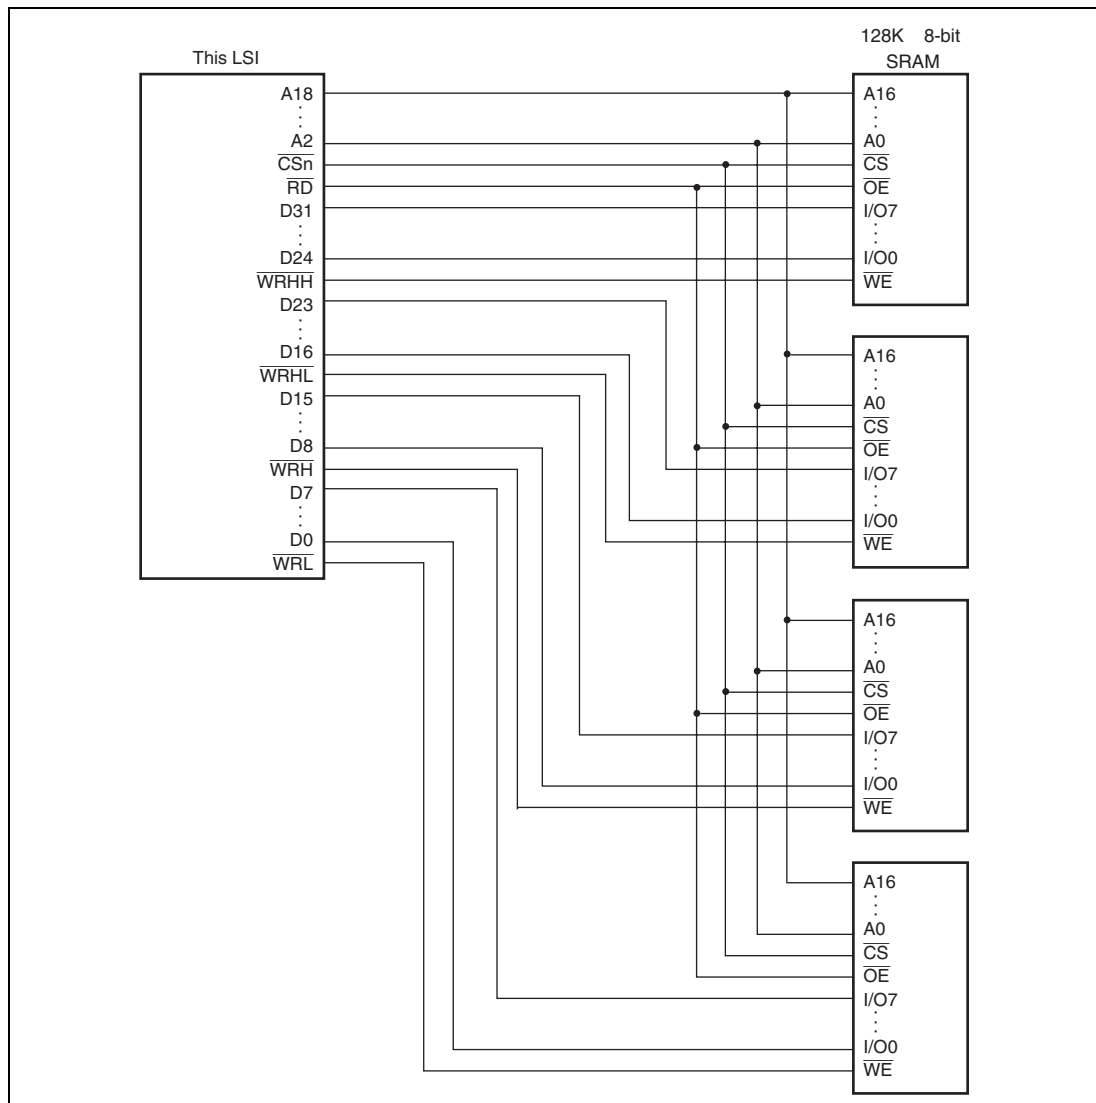 This LSI
A18
A2
CSn
RD
D31
D24
WRHH
D23
D16
WRHL
D15
D8
WRH
D7
D0
WRL
128K 8-bit
SRAM
A16
A0
CS
OE
I/O7
I/O0
WE
A16
A0
CS
OE
I/O7
I/O0
WE
A16
A0
CS
OE
I/O7
I/O0
WE
A16
A0
CS
OE
I/O7
I/O0
WE